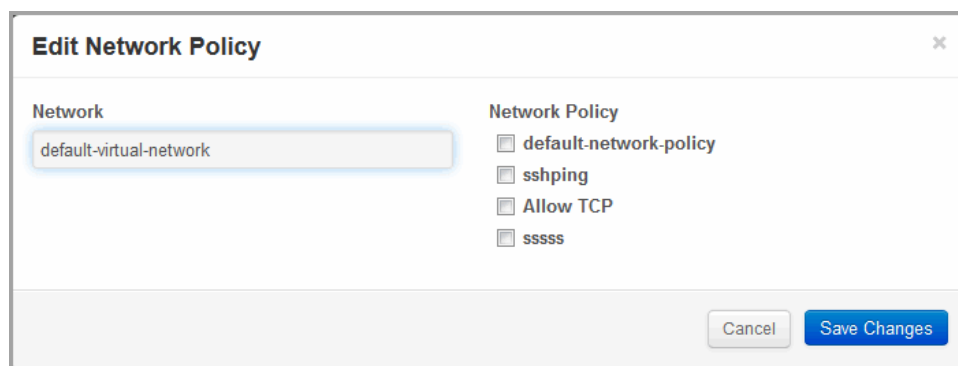 Edit Network Policy
×
Network
default-virtual-network
Network Policy
default-network-policy
sshping
Allow TCP
sssss
Cancel
Save Changes